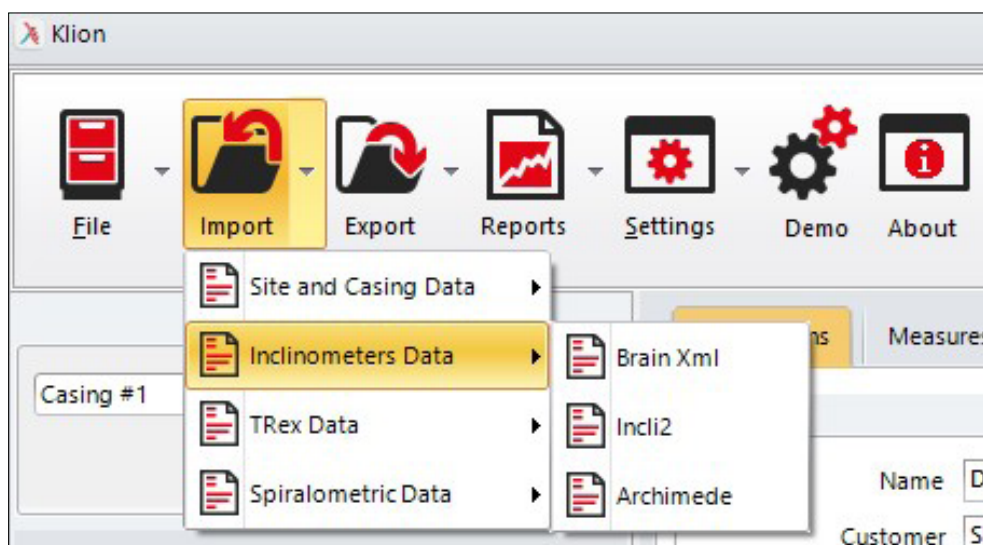 Klion
File
Import
Export
Reports
Settings
Demo
About
Site and Casing Data
Inclinometers Data
TRex Data
Spiralometric Data
Brain Xml
Incli2
Archimede
Casing #1
Measures
Name
Customer